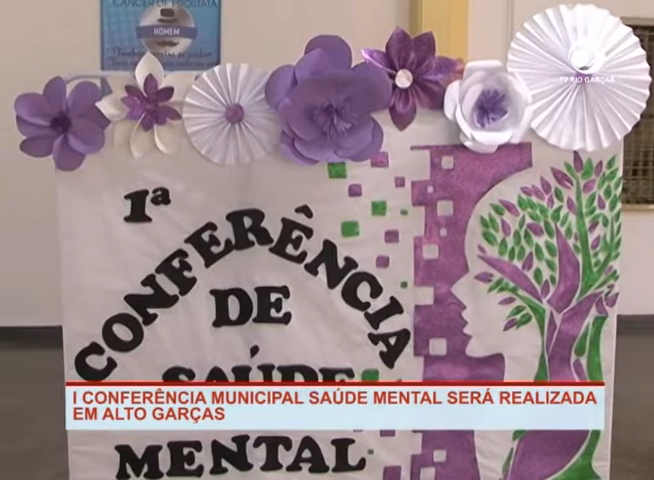 CÂNCER DE PRÓSTATA
HOMEM
TV RIO GARÇAS
1ª
CONFERÊNCIA
DE
SAÚDE
MENTAL
I CONFERÊNCIA MUNICIPAL SAÚDE MENTAL SERÁ REALIZADA
EM ALTO GARÇAS